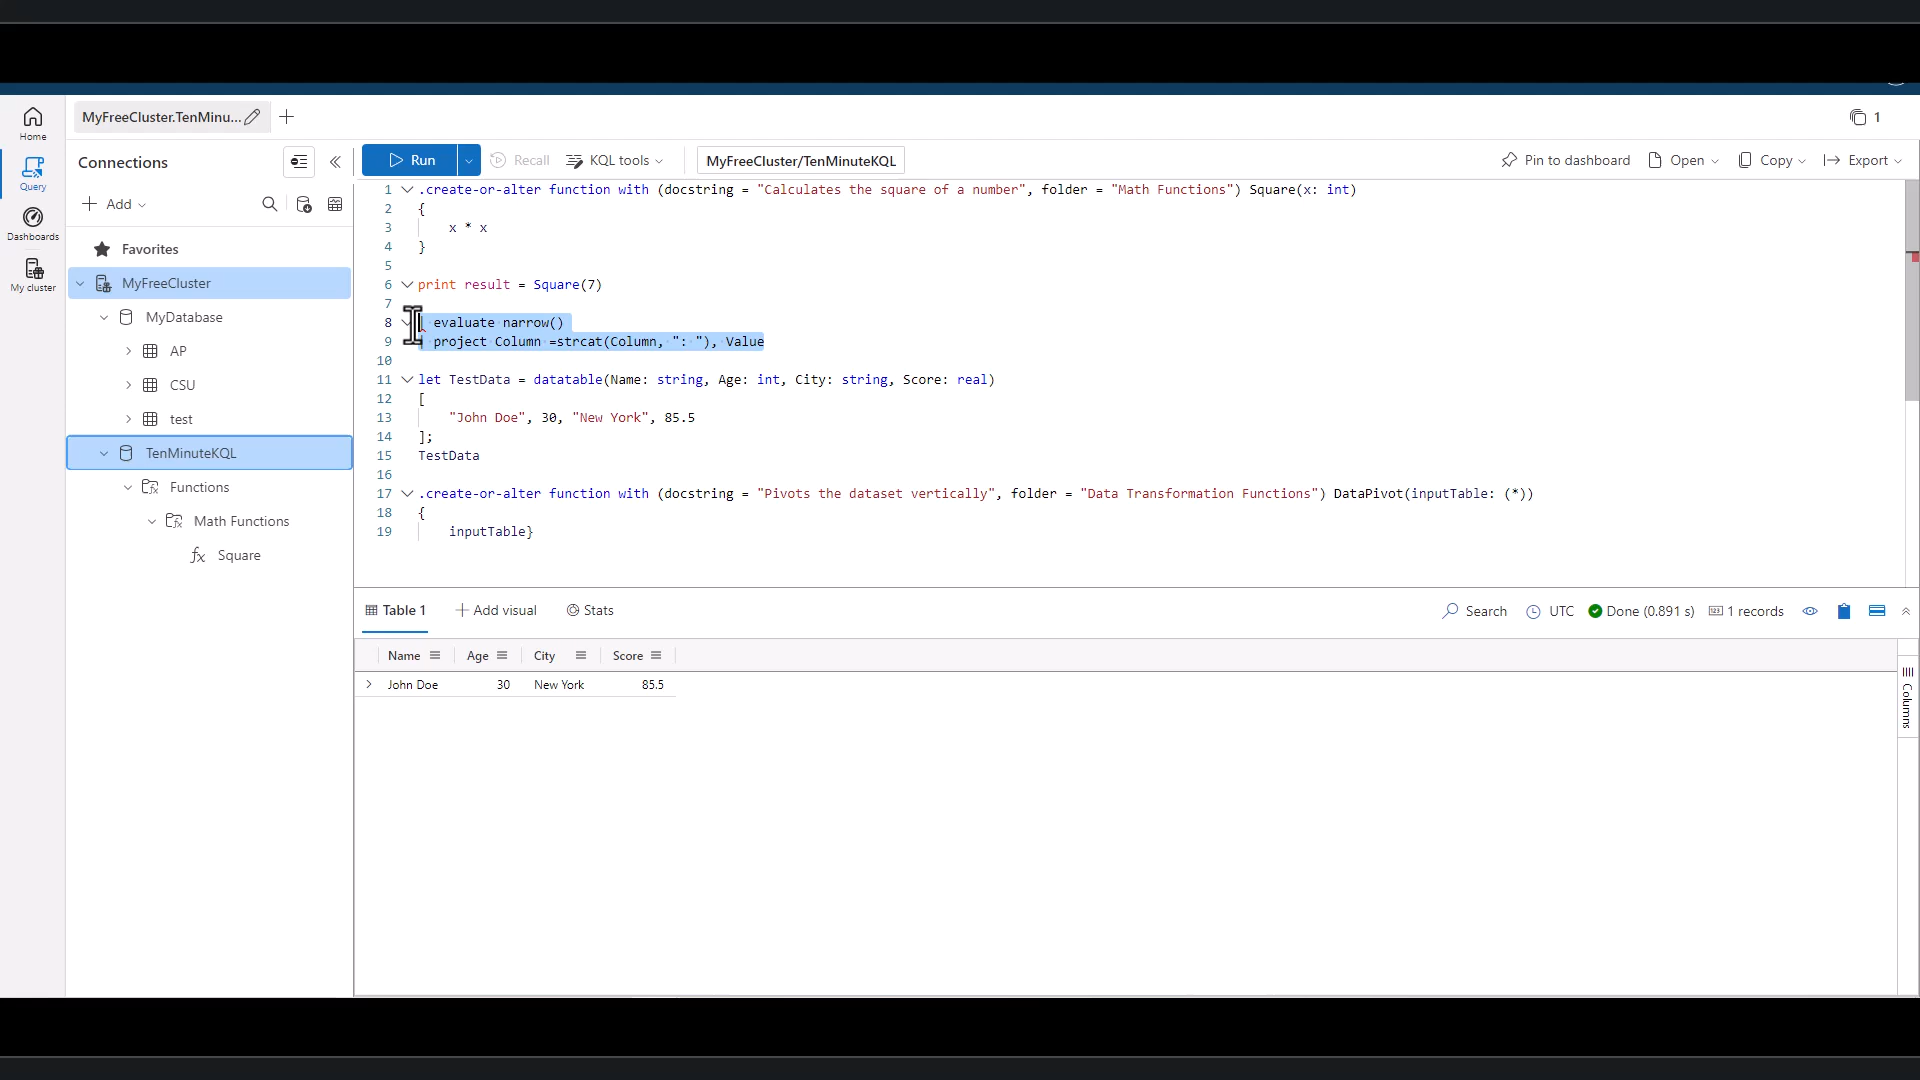 MyFreeCluster.TenMinu...
1
Home
Query
Dashboards
My cluster
Connections
Add
Favorites
MyFreeCluster
MyDatabase
AP
CSU
test
TenMinuteKQL
Functions
Math Functions
Square
Run
Recall
KQL tools
MyFreeCluster/TenMinuteKQL
Pin to dashboard
Open
Copy
Export
1 .create-or-alter function with (docstring = "Calculates the square of a number", folder = "Math Functions") Square(x: int)
2 {
3 x * x
4 }
5
6 print result = Square(7)
7
8 | evaluate narrow()
9 | project Column =strcat(Column, ": "), Value
10
11 let TestData = datatable(Name: string, Age: int, City: string, Score: real)
12 [
13 "John Doe", 30, "New York", 85.5
14 ];
15 TestData
16
17 .create-or-alter function with (docstring = "Pivots the dataset vertically", folder = "Data Transformation Functions") DataPivot(inputTable: (*))
18 {
19 inputTable}
Table 1
Add visual
Stats
Search
UTC
Done (0.891 s)
1 records
Name Age City Score
John Doe 30 New York 85.5
Columns